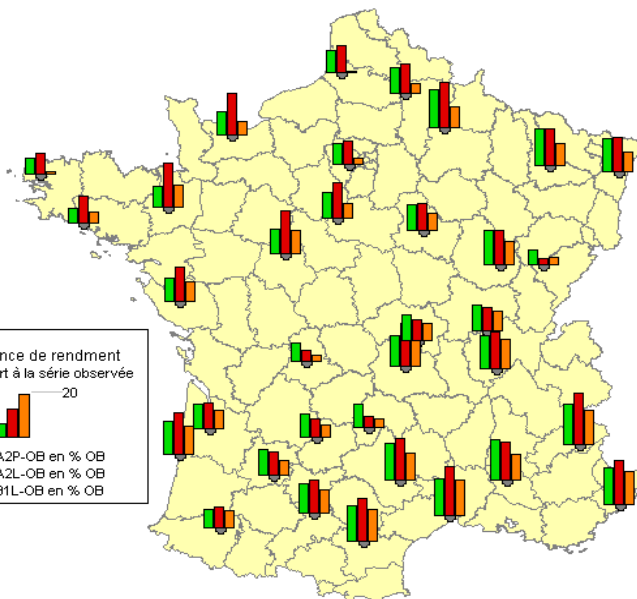 nce de rendment
rt à la série observée
20
A2P-OB en % OB
A2L-OB en % OB
B1L-OB en % OB